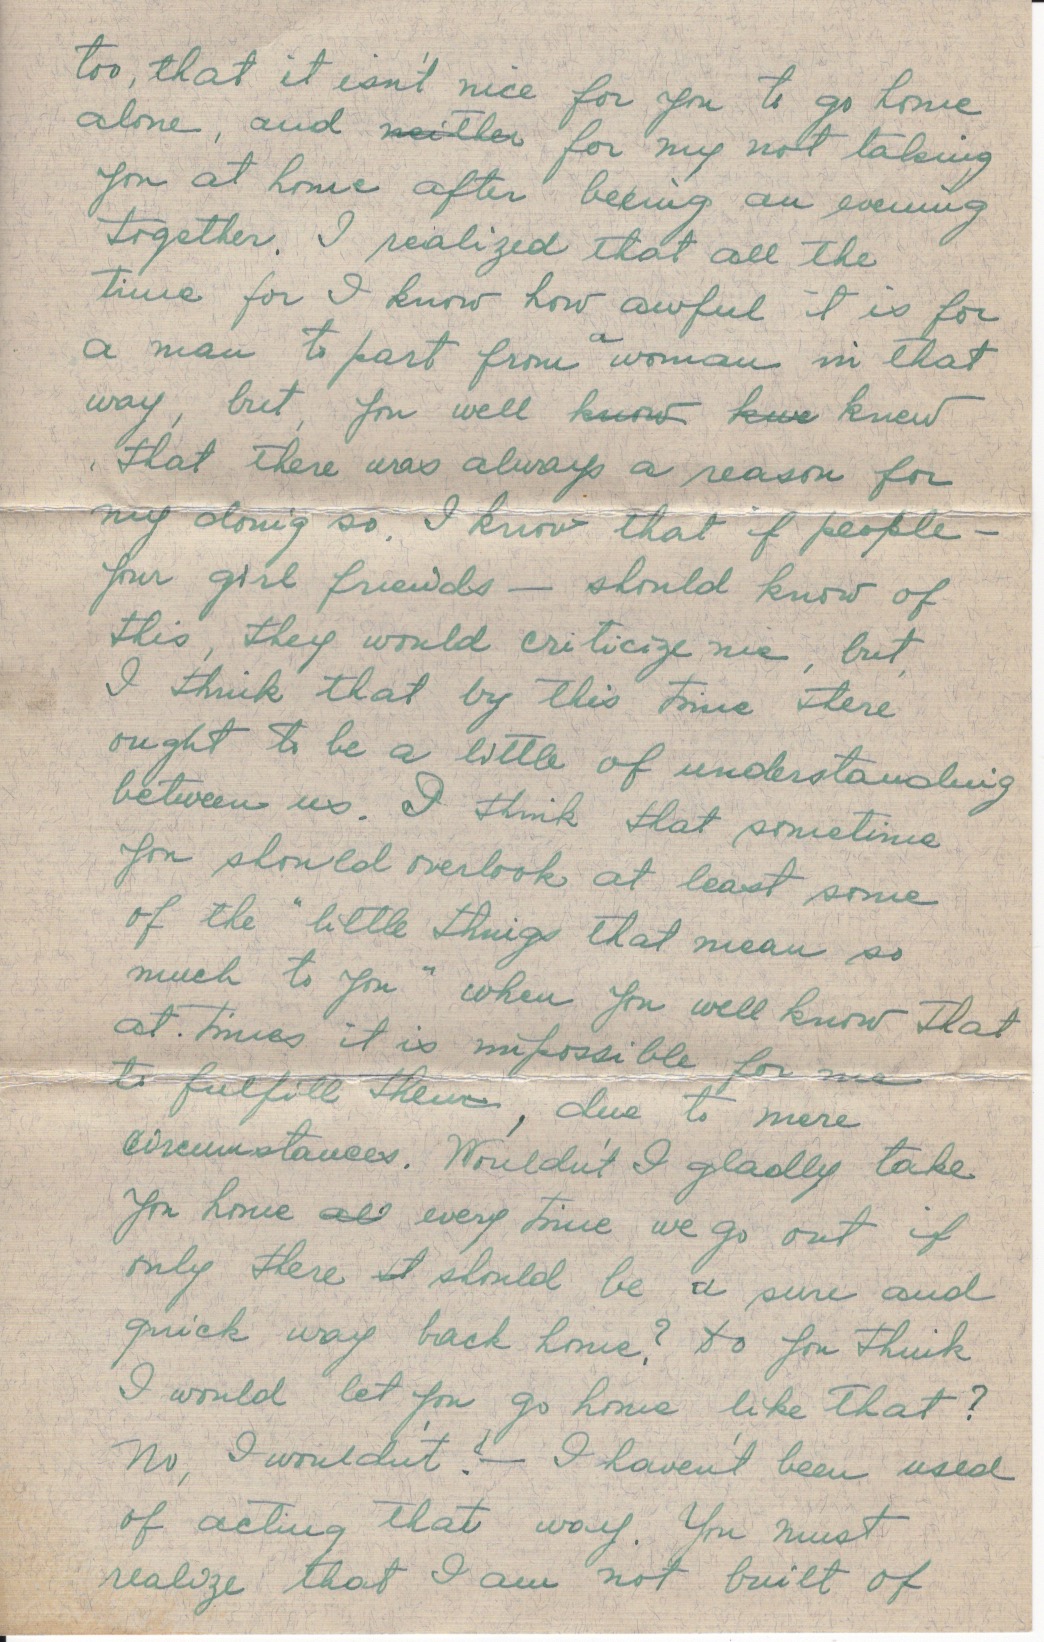 too, that it isn't nice for you to go home
alone, and neither for my not taking
you at home after beeing an evening
together. I realized that all the
time for I know how awful it is for
a man to part from a woman in that
way, but, you well know knwe knew
that there was always a reason for
my doing so. I know that if people -
your girl friends - should know of
this, they would criticize me, but,
I think that by this time there
ought to be a little of understanding
between us. I think that sometime
you should overlook at least some
of the "little things that mean so
much to you" when you well know that
at times it is impossible for me
to fulfill them, due to mere
circumstances. Wouldn't I gladly take
you home all every time we go out if
only there st should be a sure and
quick way back home? Do you think
I would let you go home like that?
No, I wouldn't! - I haven't been used
of acting that way. You must
realize that I am not built of